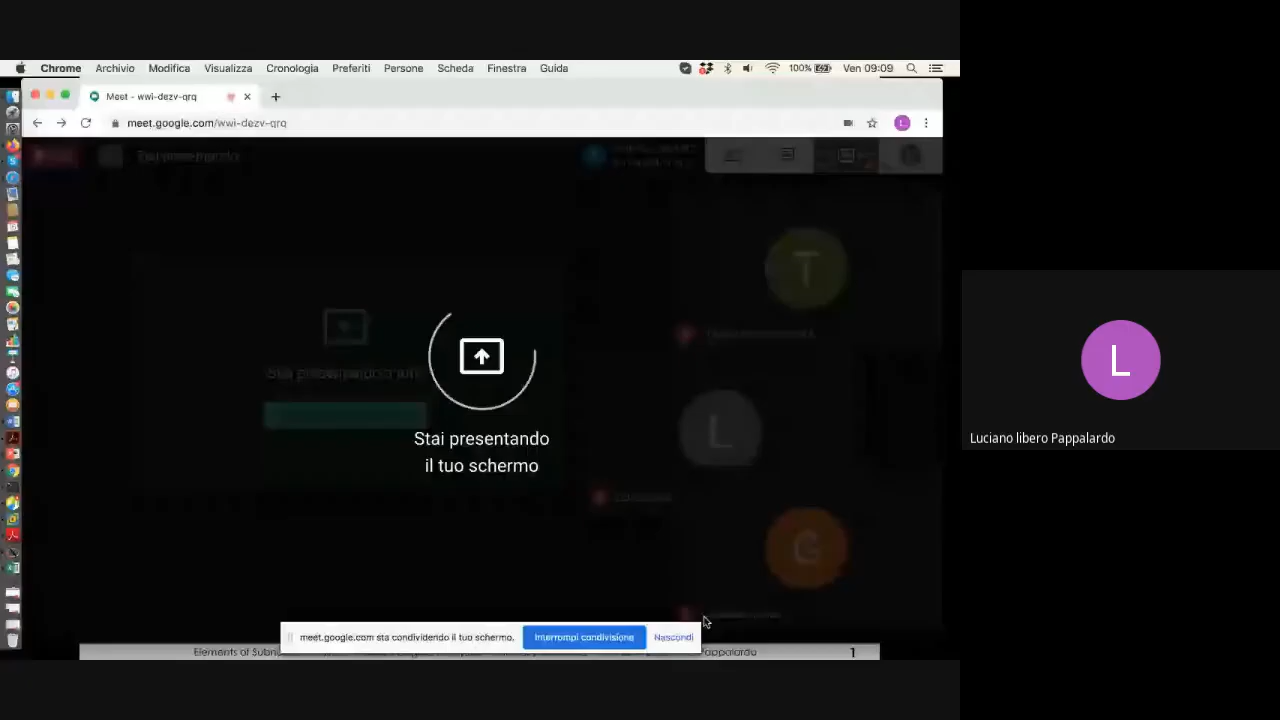 Chrome Archivio Modifica Visualizza Cronologia Preferiti Persone Scheda Finestra Guida 100% Ven 09:09
Meet - wwi-dezv-qrq
meet.google.com/wwi-dezv-qrq
L
Stai presentando
T
L
Stai presentando
il tuo schermo
G
meet.google.com sta condividendo il tuo schermo. Interrompi condivisione Nascondi
Elements of 1
L
Luciano libero Pappalardo